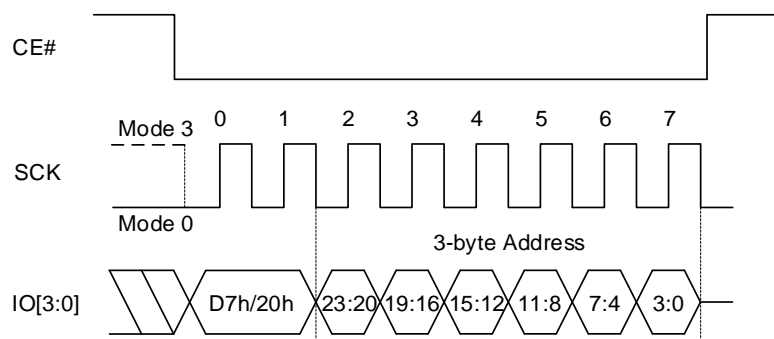 CE#
Mode 3 0 1 2 3 4 5 6 7
SCK
Mode 0
3-byte Address
IO[3:0] D7h/20h 23:20 19:16 15:12 11:8 7:4 3:0